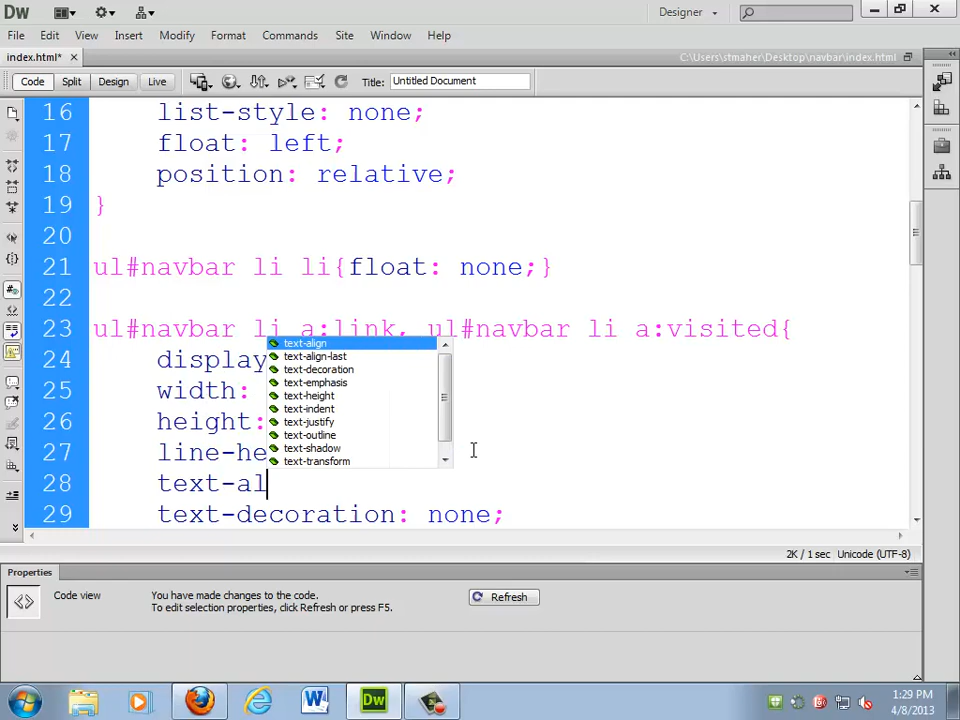 Dw
Designer
File Edit View Insert Modify Format Commands Site Window Help
index.html* C:\Users\stmaher\Desktop\navbar\index.html
Code Split Design Live Title: Untitled Document
16 list-style: none;
17 float: left;
18 position: relative;
19 }
20
21 ul#navbar li li{float: none;}
22
23 ul#navbar li a:link, ul#navbar li a:visited{
24 display
25 width:
26 height:
27 line-he
28 text-al
29 text-decoration: none;
text-align
text-align-last
text-decoration
text-emphasis
text-height
text-indent
text-justify
text-outline
text-shadow
text-transform
2K / 1 sec Unicode (UTF-8)
Properties
Code view You have made changes to the code. Refresh
To edit selection properties, click Refresh or press F5.
1:29 PM
4/8/2013
W Dw